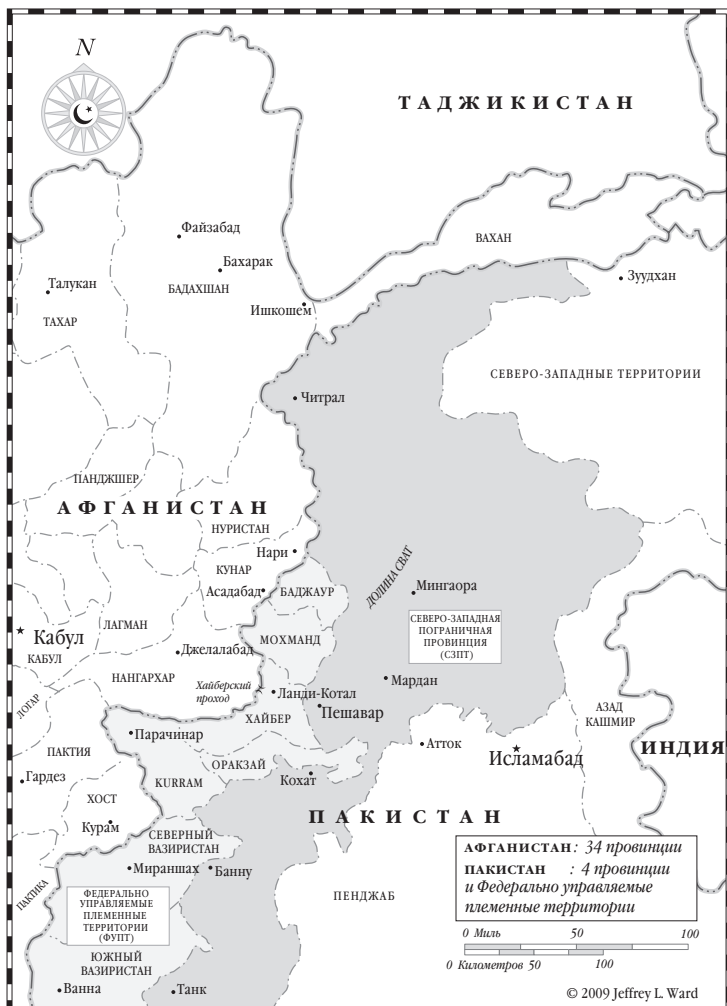 N
ТАДЖИКИСТАН
Файзабад
ВАХАН
Бахарак
Зуудхан
Талукан
БАДАХШАН
Ишкошем
ТАХАР
СЕВЕРО-ЗАПАДНЫЕ ТЕРРИТОРИИ
Читрал
ПАНДЖШЕР
АФГАНИСТАН
НУРИСТАН
Нари
КУНАР
ДОЛИНА СВАТ
Асадабад
БАДЖАУР
Мингаора
ЛАГМАН
СЕВЕРО-ЗАПАДНАЯ
ПОГРАНИЧНАЯ
ПРОВИНЦИЯ
(СЗПТ)
Кабул
МОХМАНД
КАБУЛ
Джелалабад
НАНГАРХАР
Мардан
Хайберский
проход
Ланди-Котал
ЛОГАР
Пешавар
АЗАД
КАШМИР
ХАЙБЕР
Парачинар
Атток
ИНДИЯ
ПАКТИЯ
Исламабад
ОРАКЗАЙ
Гардез
KURRAM
Кохат
ХОСТ
ПАКИСТАН
Курам
СЕВЕРНЫЙ
ВАЗИРИСТАН
Мираншах
Банну
ПАКТИКА
ПЕНДЖАБ
ФЕДЕРАЛЬНО
УПРАВЛЯЕМЫЕ
ПЛЕМЕННЫЕ
ТЕРРИТОРИИ
(ФУПТ)
ЮЖНЫЙ
ВАЗИРИСТАН
Ванна
Танк
АФГАНИСТАН: 34 провинции
ПАКИСТАН : 4 провинции
и Федерально управляемые
племенные территории
0 Миль 50 100
0 Километров 50 100
© 2009 Jeffrey L. Ward